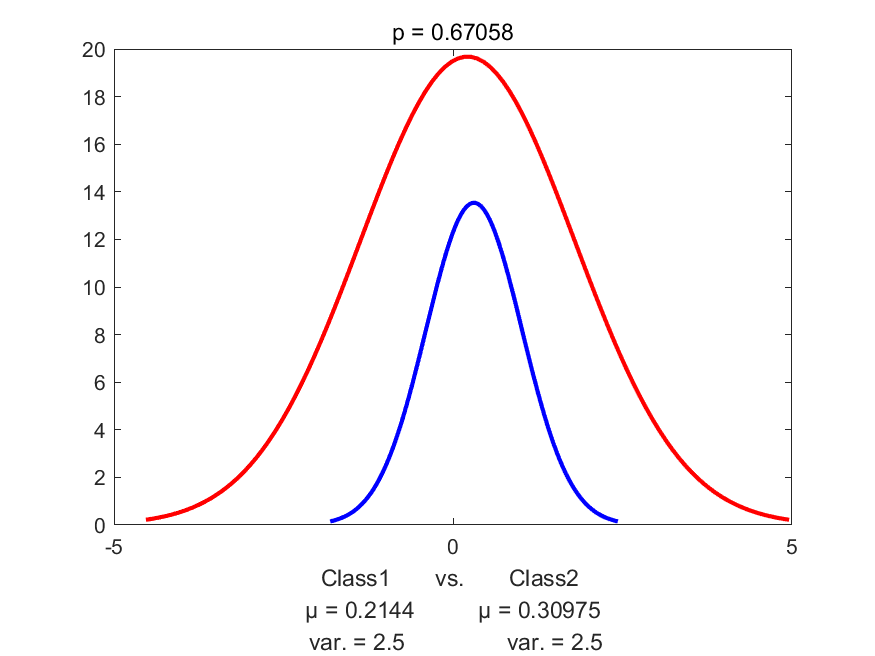 p = 0.67058
20
18
16
14
12
10
8
6
4
2
0
-5 0 5
Class1 vs. Class2
μ = 0.2144 μ = 0.30975
var. = 2.5 var. = 2.5